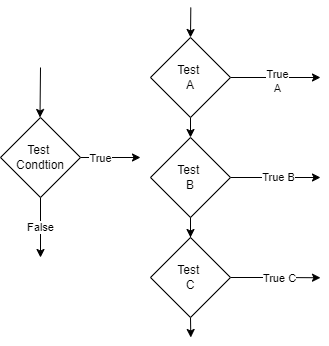 Test
Condtion
True
False
Test
A
True
A
Test
B
True B
Test
C
True C